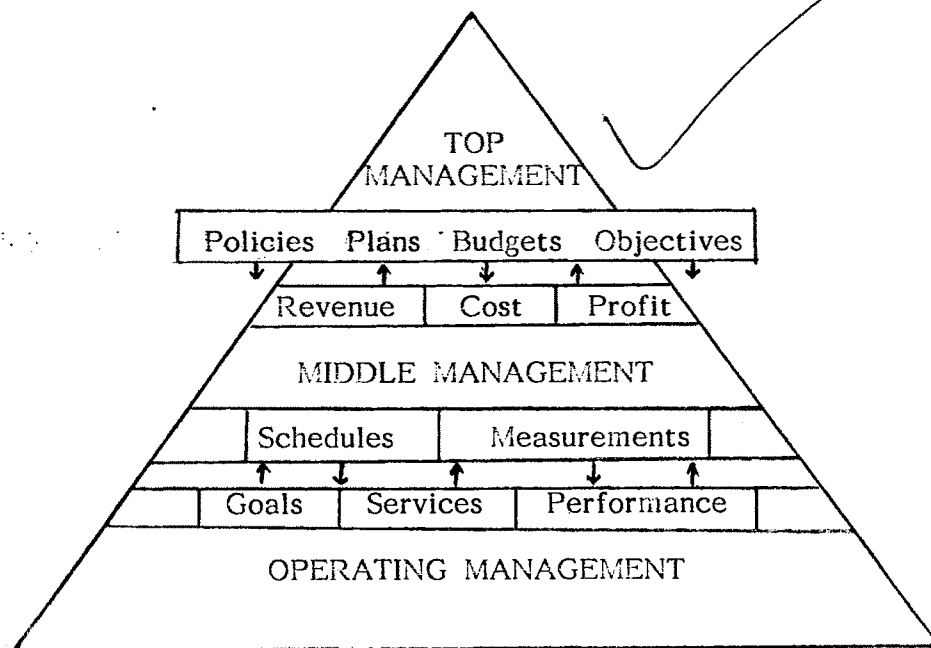 TOP
MANAGEMENT
Policies Plans Budgets Objectives
Revenue Cost Profit
MIDDLE MANAGEMENT
Schedules Measurements
Goals Services Performance
OPERATING MANAGEMENT